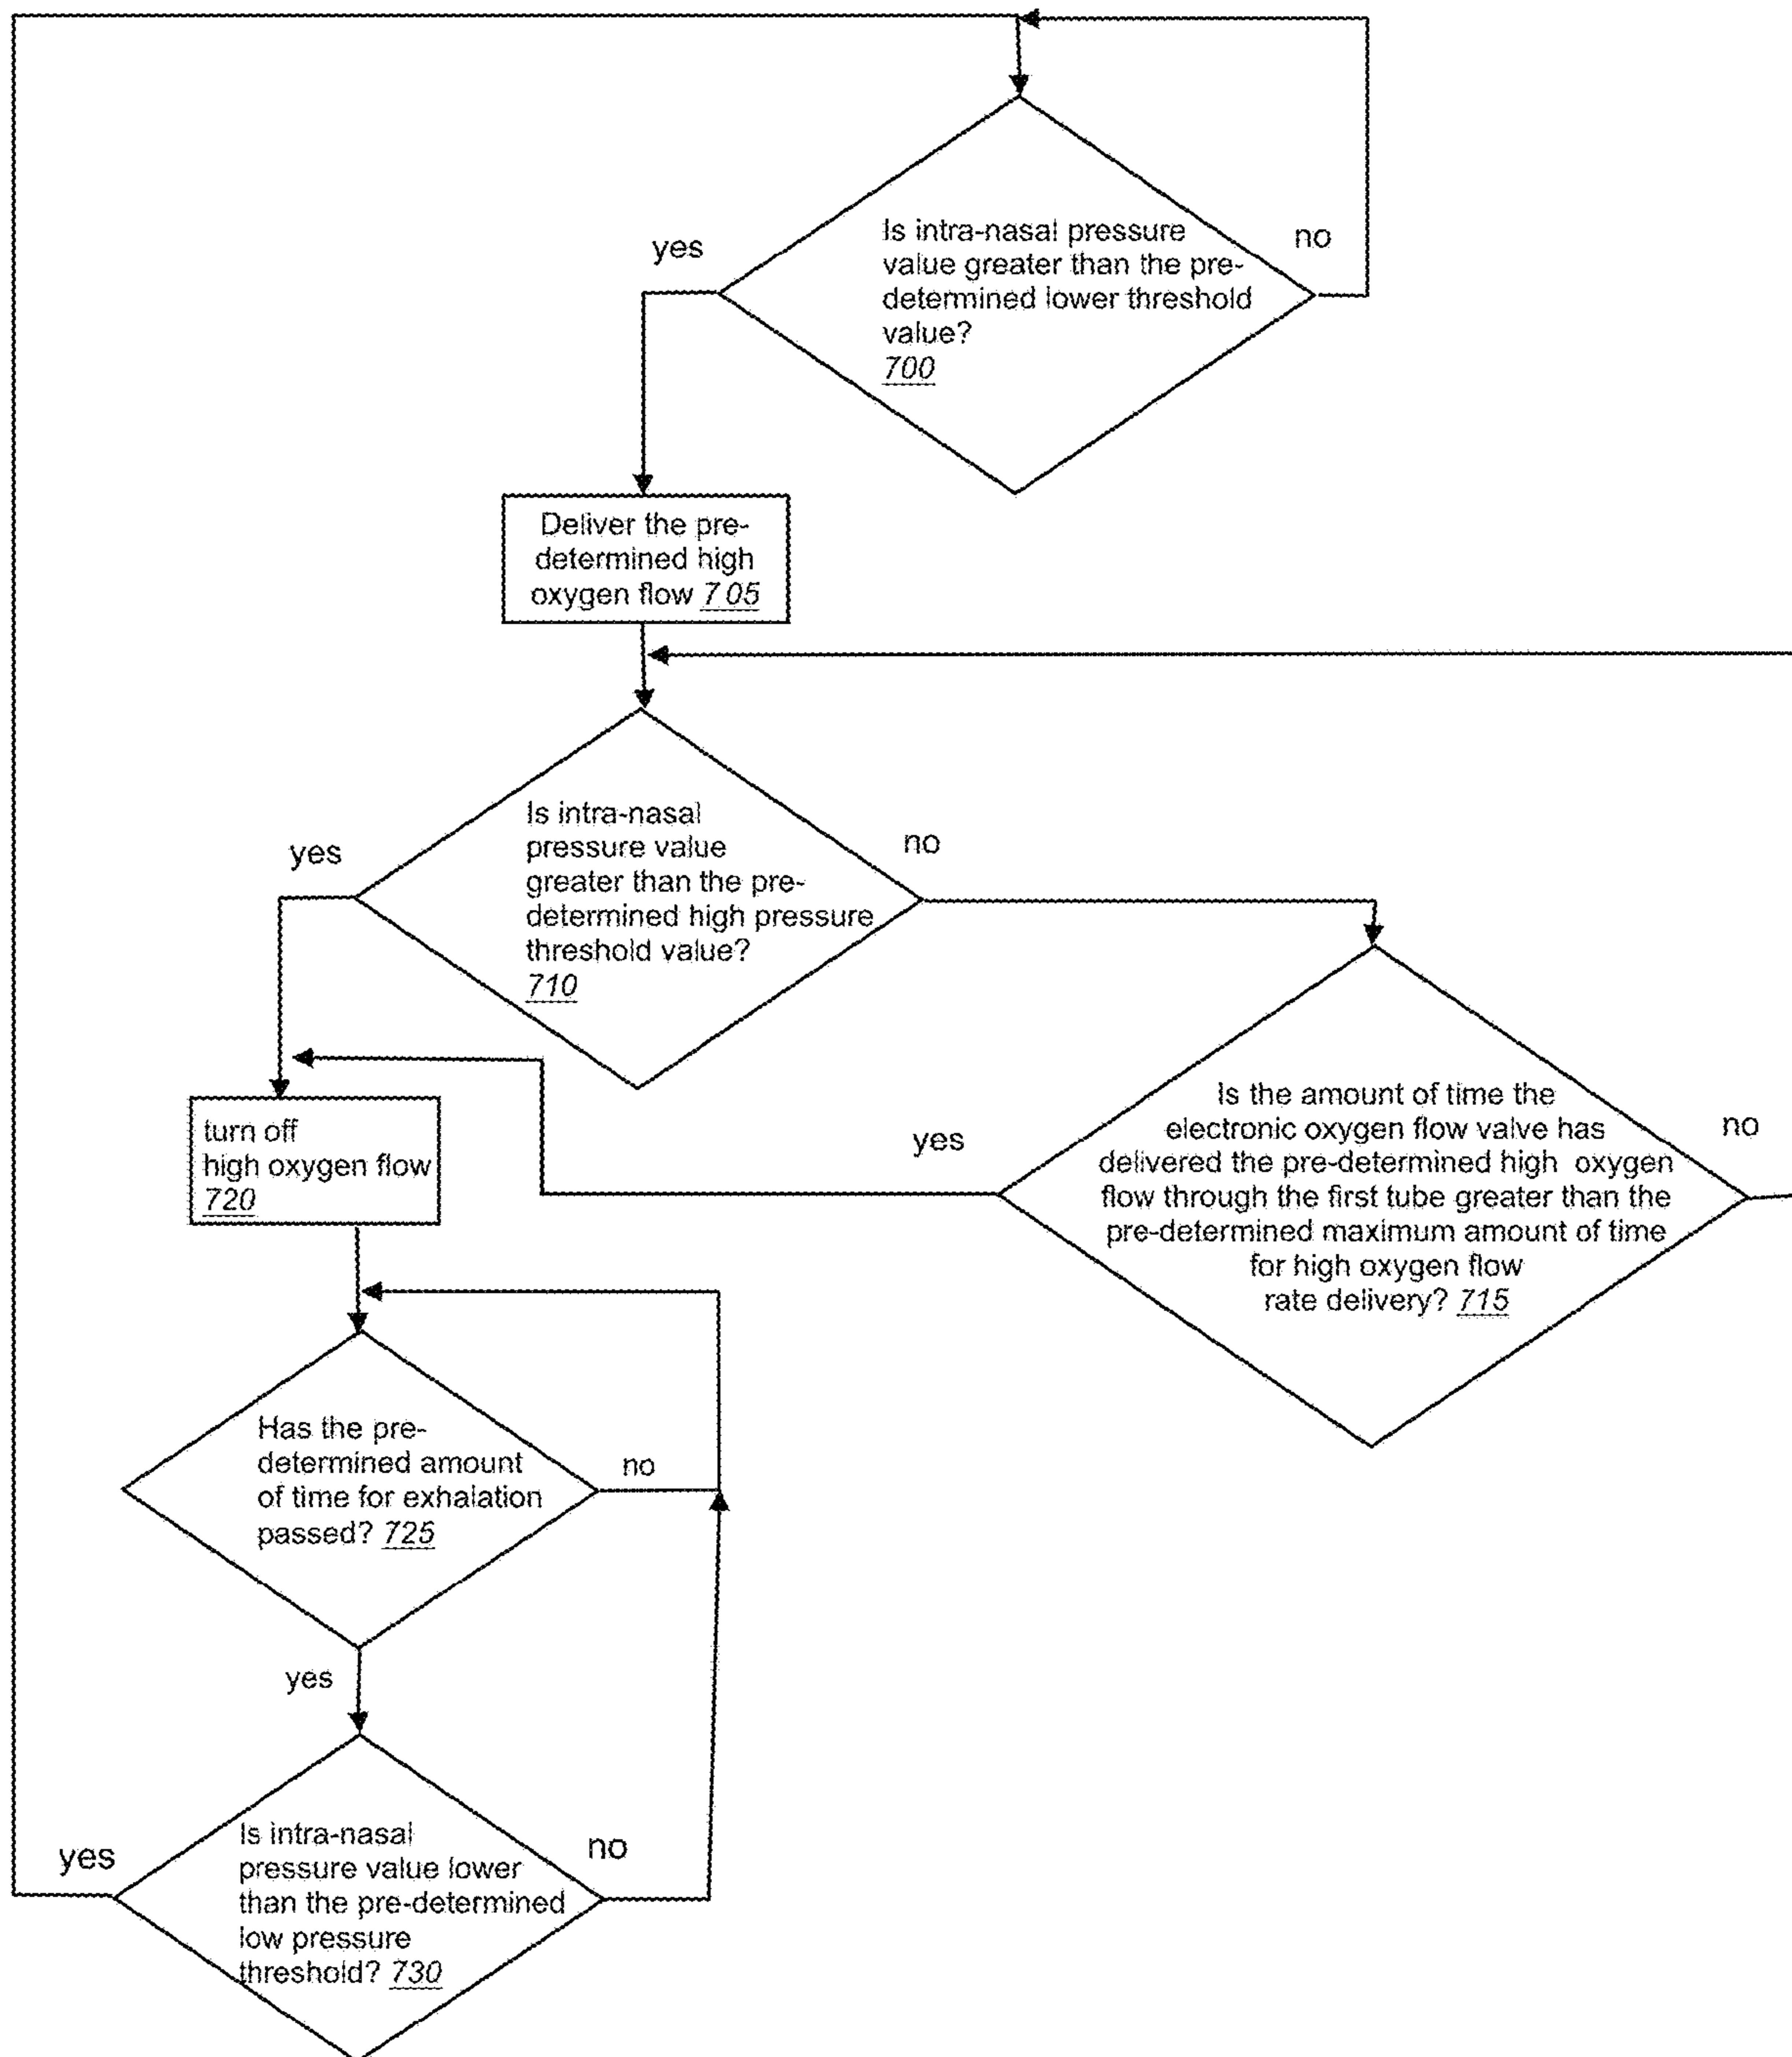 Is intra-nasal pressure
value greater than the pre-
determined lower threshold
value?
700
yes
no
Deliver the pre-
determined high
oxygen flow 705
Is intra-nasal
pressure value
greater than the pre-
determined high pressure
threshold value?
710
yes
no
Is the amount of time the
electronic oxygen flow valve has
delivered the pre-determined high oxygen
flow through the first tube greater than the
pre-determined maximum amount of time
for high oxygen flow
rate delivery? 715
yes
no
turn off
high oxygen flow
720
Has the pre-
determined amount
of time for exhalation
passed? 725
no
yes
Is intra-nasal
pressure value lower
than the pre-determined
low pressure
threshold? 730
yes
no